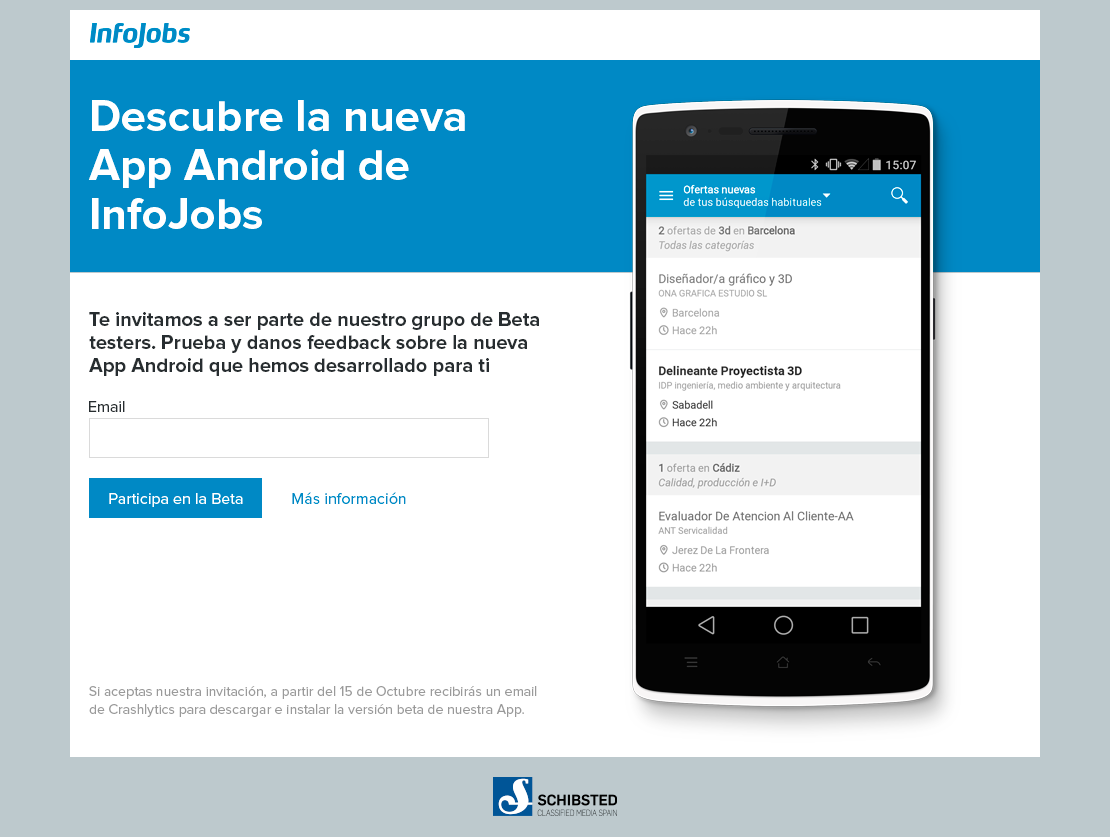 InfoJobs
Descubre la nueva
App Android de
InfoJobs
Te invitamos a ser parte de nuestro grupo de Beta
testers. Prueba y danos feedback sobre la nueva
App Android que hemos desarrollado para ti
Email
Participa en la Beta
Más información
Si aceptas nuestra invitación, a partir del 15 de Octubre recibirás un email
de Crashlytics para descargar e instalar la versión beta de nuestra App.
15:07
Ofertas nuevas
de tus búsquedas habituales
2 ofertas de 3d en Barcelona
Todas las categorías
Diseñador/a gráfico y 3D
ONA GRAFICA ESTUDIO SL
Barcelona
Hace 22h
Delineante Proyectista 3D
IDP ingeniería, medio ambiente y arquitectura
Sabadell
Hace 22h
1 oferta en Cádiz
Calidad, producción e I+D
Evaluador De Atencion Al Cliente-AA
ANT Servicalidad
Jerez De La Frontera
Hace 22h
SCHIBSTED
CLASSIFIED MEDIA SPAIN